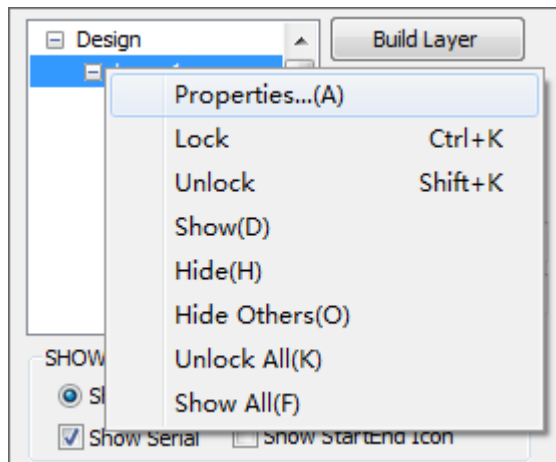 Design
Build Layer
Properties...(A)
Lock Ctrl+K
Unlock Shift+K
Show(D)
Hide(H)
Hide Others(O)
Unlock All(K)
SHOW
Show All(F)
Show Serial Show StartEnd Icon